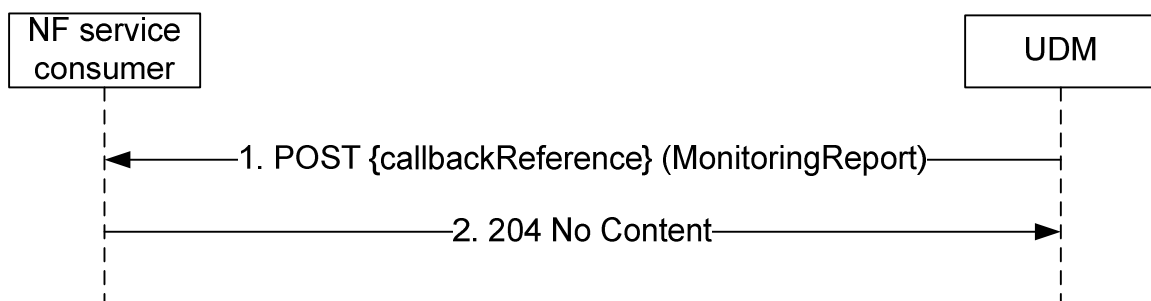 NF service
consumer
UDM
1. POST {callbackReference} (MonitoringReport)
2. 204 No Content